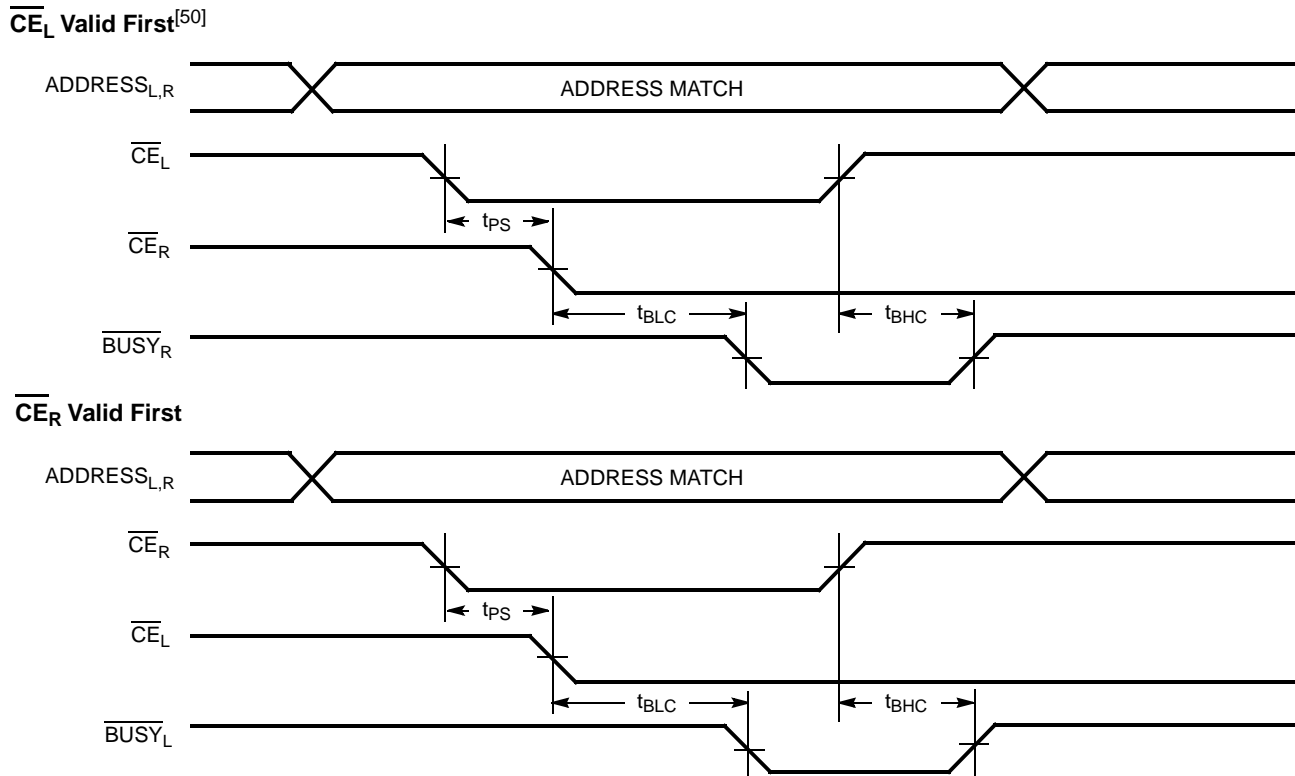 CE_L Valid First[50]
ADDRESS_L,R
ADDRESS MATCH
CE_L
t_PS
CE_R
t_BLC
t_BHC
BUSY_R
CE_R Valid First
ADDRESS_L,R
ADDRESS MATCH
CE_R
t_PS
CE_L
t_BLC
t_BHC
BUSY_L